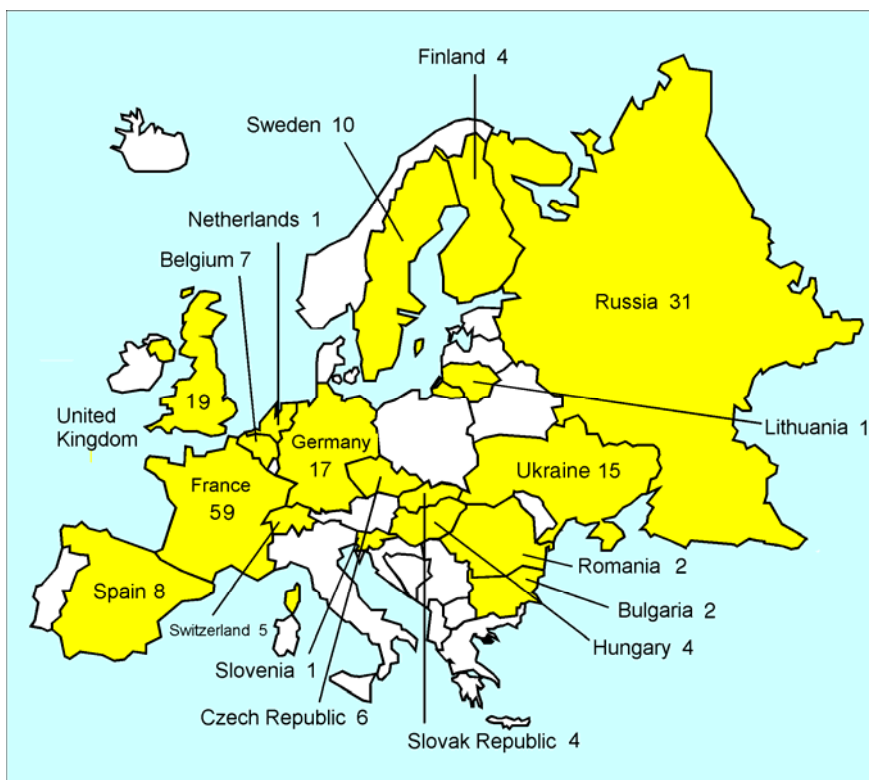 Finland 4
Sweden 10
Netherlands 1
Belgium 7
Russia 31
19
United
Kingdom
Germany
17
Lithuania 1
Ukraine 15
France
59
Romania 2
Spain 8
Bulgaria 2
Switzerland 5
Hungary 4
Slovenia 1
Czech Republic 6
Slovak Republic 4